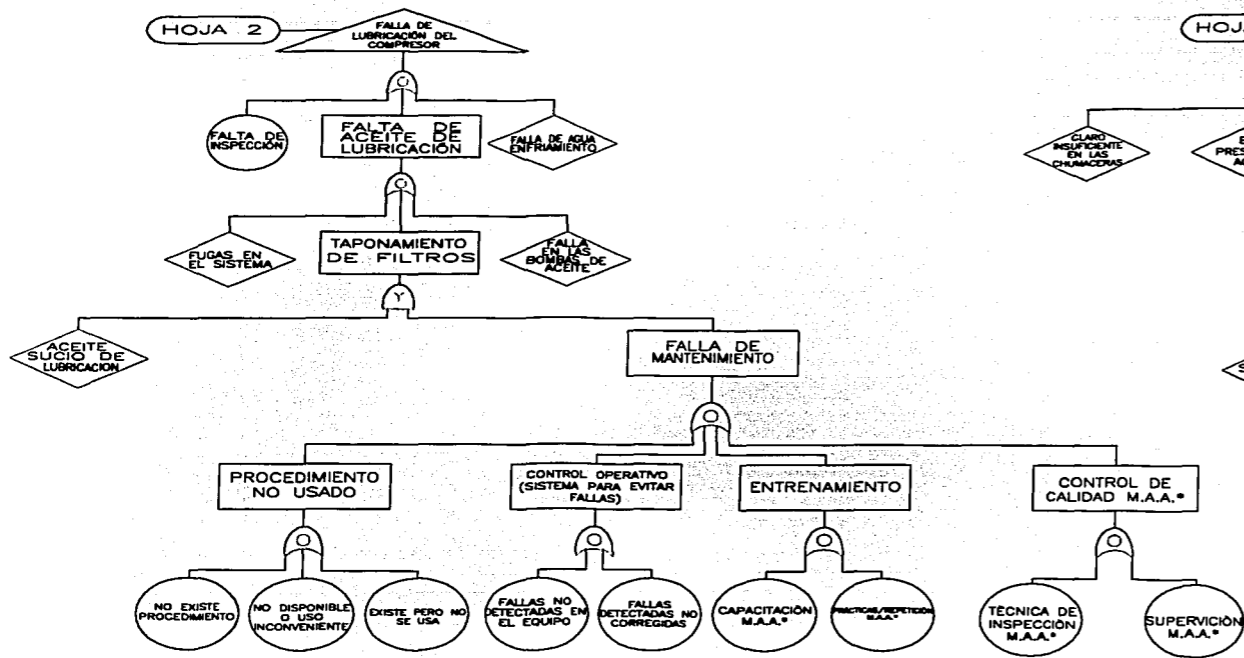 HOJA 2
FALLA DE
LUBRICACIÓN DEL
COMPRESOR
HOJA
O
FALTA DE
INSPECCIÓN
FALTA DE
ACEITE DE
LUBRICACIÓN
FALLA DE AGUA
ENFRIAMIENTO
CLARO
INSUFICIENTE
EN LAS
CHUMACERAS
E
PRES
A
O
FUGAS EN
EL SISTEMA
TAPONAMIENTO
DE FILTROS
FALLA
EN LAS
BOMBAS DE
ACEITE
Y
ACEITE
SUCIO DE
LUBRICACION
FALLA DE
MANTENIMIENTO
S
O
PROCEDIMIENTO
NO USADO
CONTROL OPERATIVO
(SISTEMA PARA EVITAR
FALLAS)
ENTRENAMIENTO
CONTROL DE
CALIDAD M.A.A.*
O
O
O
O
NO EXISTE
PROCEDIMIENTO
NO DISPONIBLE
O USO
INCONVENIENTE
EXISTE PERO NO
SE USA
FALLAS NO
DETECTADAS EN
EL EQUIPO
FALLAS
DETECTADAS NO
CORREGIDAS
CAPACITACIÓN
M.A.A.*
PRACTICAS/REPETICIÓN
M.A.A.*
TÉCNICA DE
INSPECCIÓN
M.A.A.*
SUPERVICIÓN
M.A.A.*